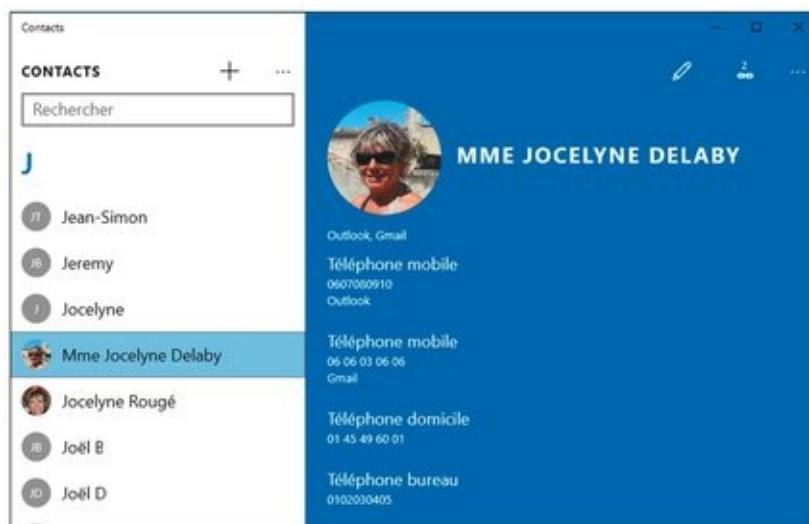 Contacts
CONTACTS
Rechercher
J
JT Jean-Simon
JB Jeremy
J Jocelyne
Mme Jocelyne Delaby
Jocelyne Rougé
JB Joël B
JD Joël D
2
MME JOCELYNE DELABY
Outlook, Gmail
Téléphone mobile
0607080910
Outlook
Téléphone mobile
06 06 03 06 06
Gmail
Téléphone domicile
01 45 49 60 01
Téléphone bureau
0102030405